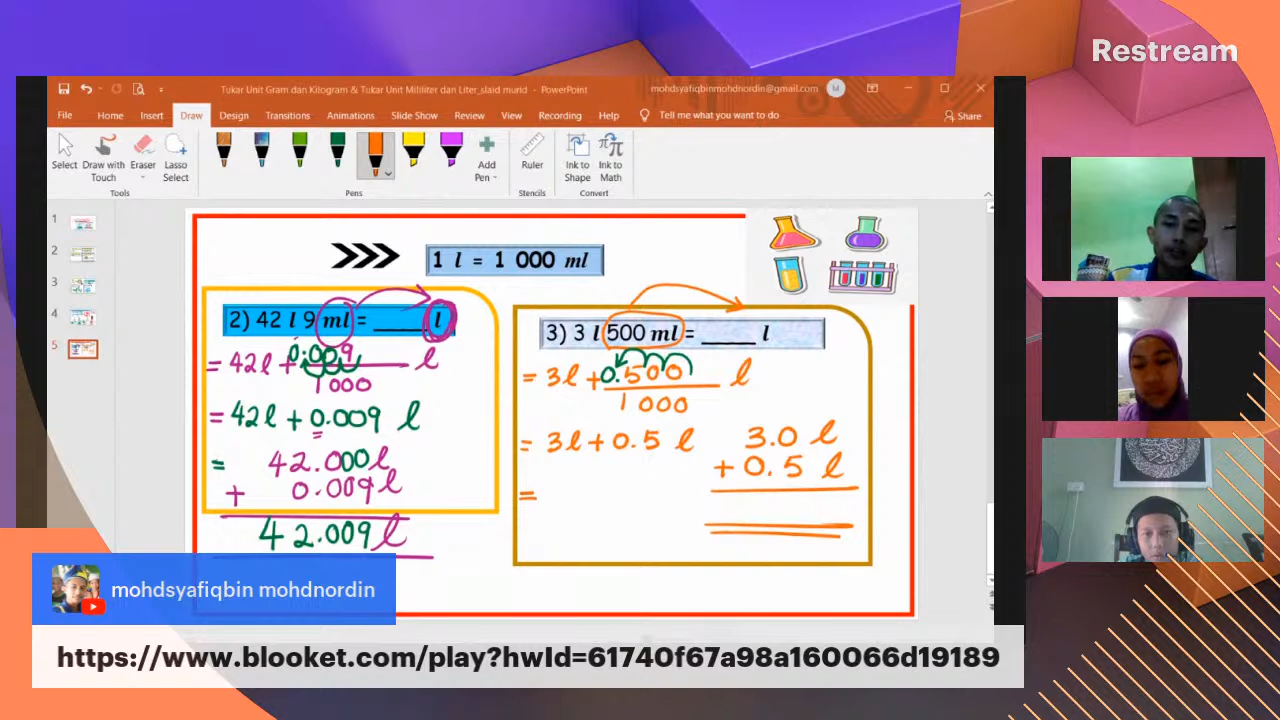 Restream
Tukar Unit Gram dan Kilogram & Tukar Unit Mililiter dan Liter_slaid murid - PowerPoint
mohdsyafiqbinmohdnordin@gmail.com
M
File Home Insert Draw Design Transitions Animations Slide Show Review View Recording Help Tell me what you want to do Share
Select
Draw with Touch
Eraser
Lasso Select
Add Pen
Ruler
Ink to Shape
Ink to Math
Tools
Pens
Stencils
Convert
1
2
3
4
5
1 l = 1 000 ml
2) 42 l 9 ml = ____ l
= 42l + 0.009 l
1000
= 42l + 0.009 l
= 42.000l
+ 0.009l
42.009l
3) 3 l 500 ml = ____ l
= 3l + 0.500 l
1000
= 3l + 0.5 l
=
3.0 l
+ 0.5 l
mohdsyafiqbin mohdnordin
https://www.blooket.com/play?hwId=61740f67a98a160066d19189